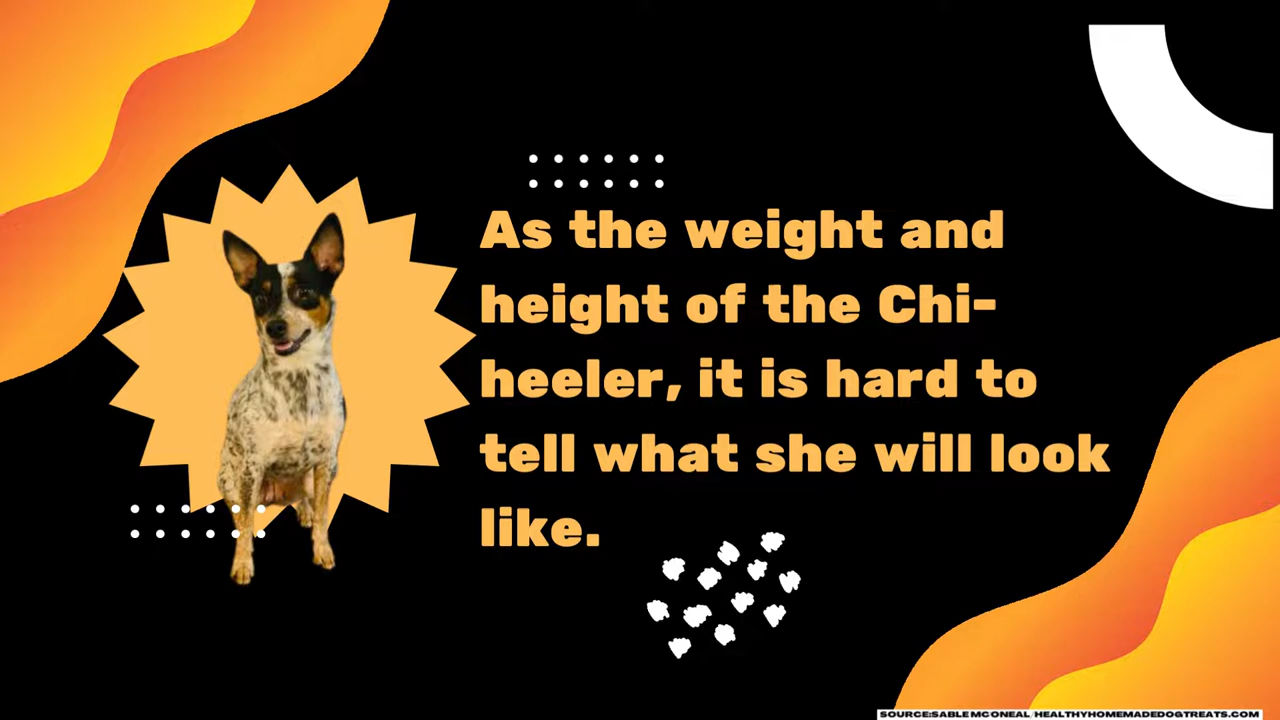 As the weight and
height of the Chi-
heeler, it is hard to
tell what she will look
like.
SOURCE:SABLE MCONEAL/HEALTHYHOMEMADEDOGTREATS.COM